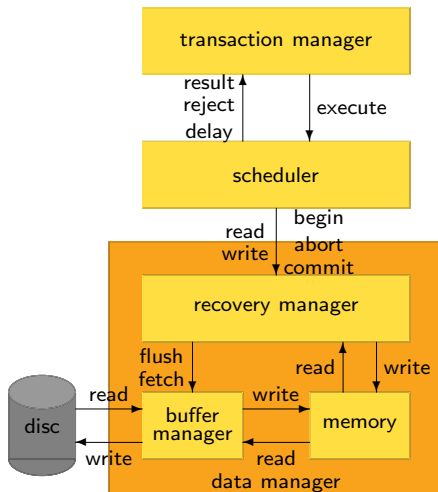 transaction manager
result
reject
delay
execute
scheduler
read
write
begin
abort
commit
recovery manager
flush
fetch
read
write
disc
read
write
buffer
manager
write
read
memory
data manager